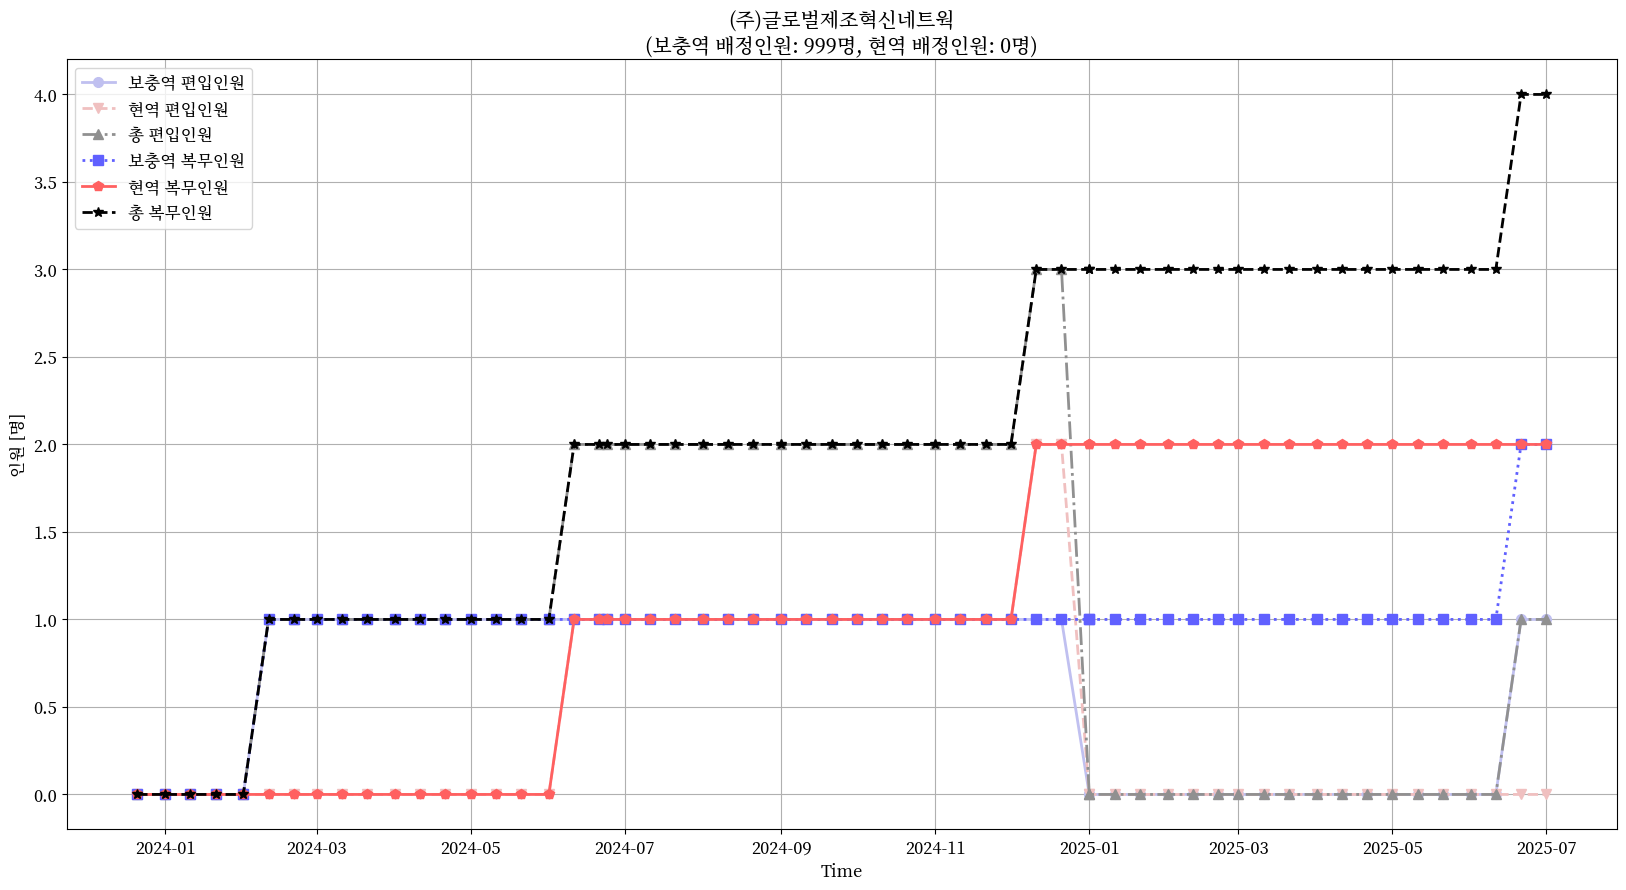 (주)글로벌제조혁신네트웍
(보충역 배정인원: 999명, 현역 배정인원: 0명)
보충역 편입인원
현역 편입인원
총 편입인원
보충역 복무인원
현역 복무인원
총 복무인원
4.0
3.5
3.0
2.5
2.0
1.5
1.0
0.5
0.0
인원 [명]
2024-01 2024-03 2024-05 2024-07 2024-09 2024-11 2025-01 2025-03 2025-05 2025-07
Time